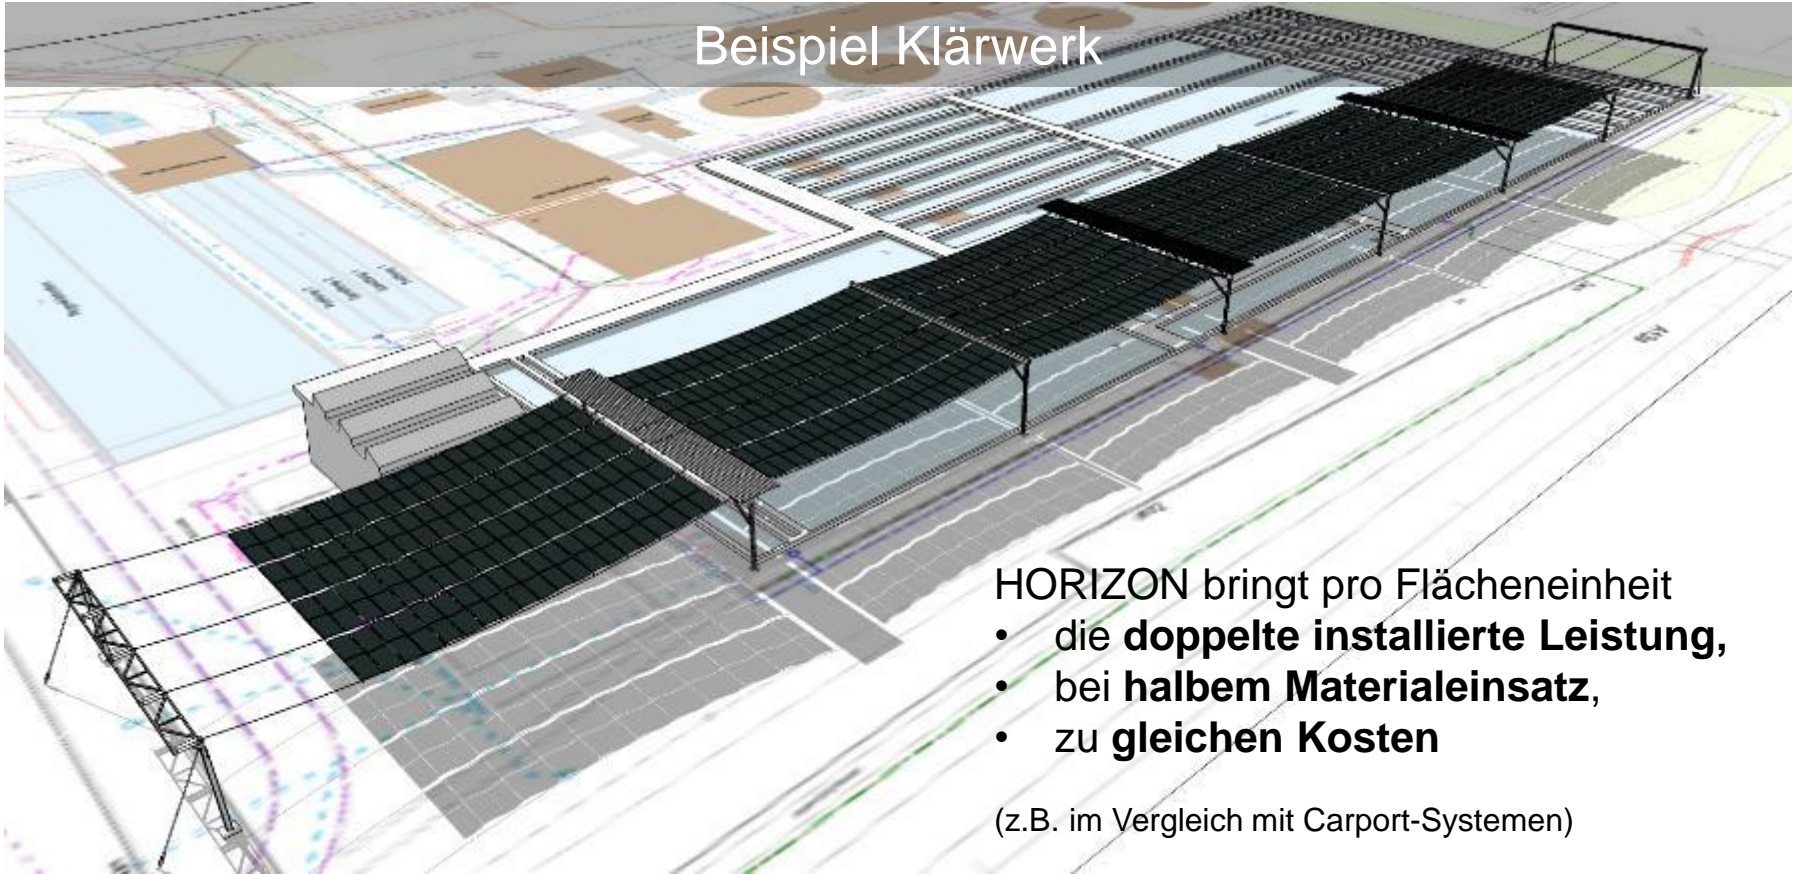 Beispiel Klärwerk
HORIZON bringt pro Flächeneinheit
• die doppelte installierte Leistung,
• bei halbem Materialeinsatz,
• zu gleichen Kosten
(z.B. im Vergleich mit Carport-Systemen)